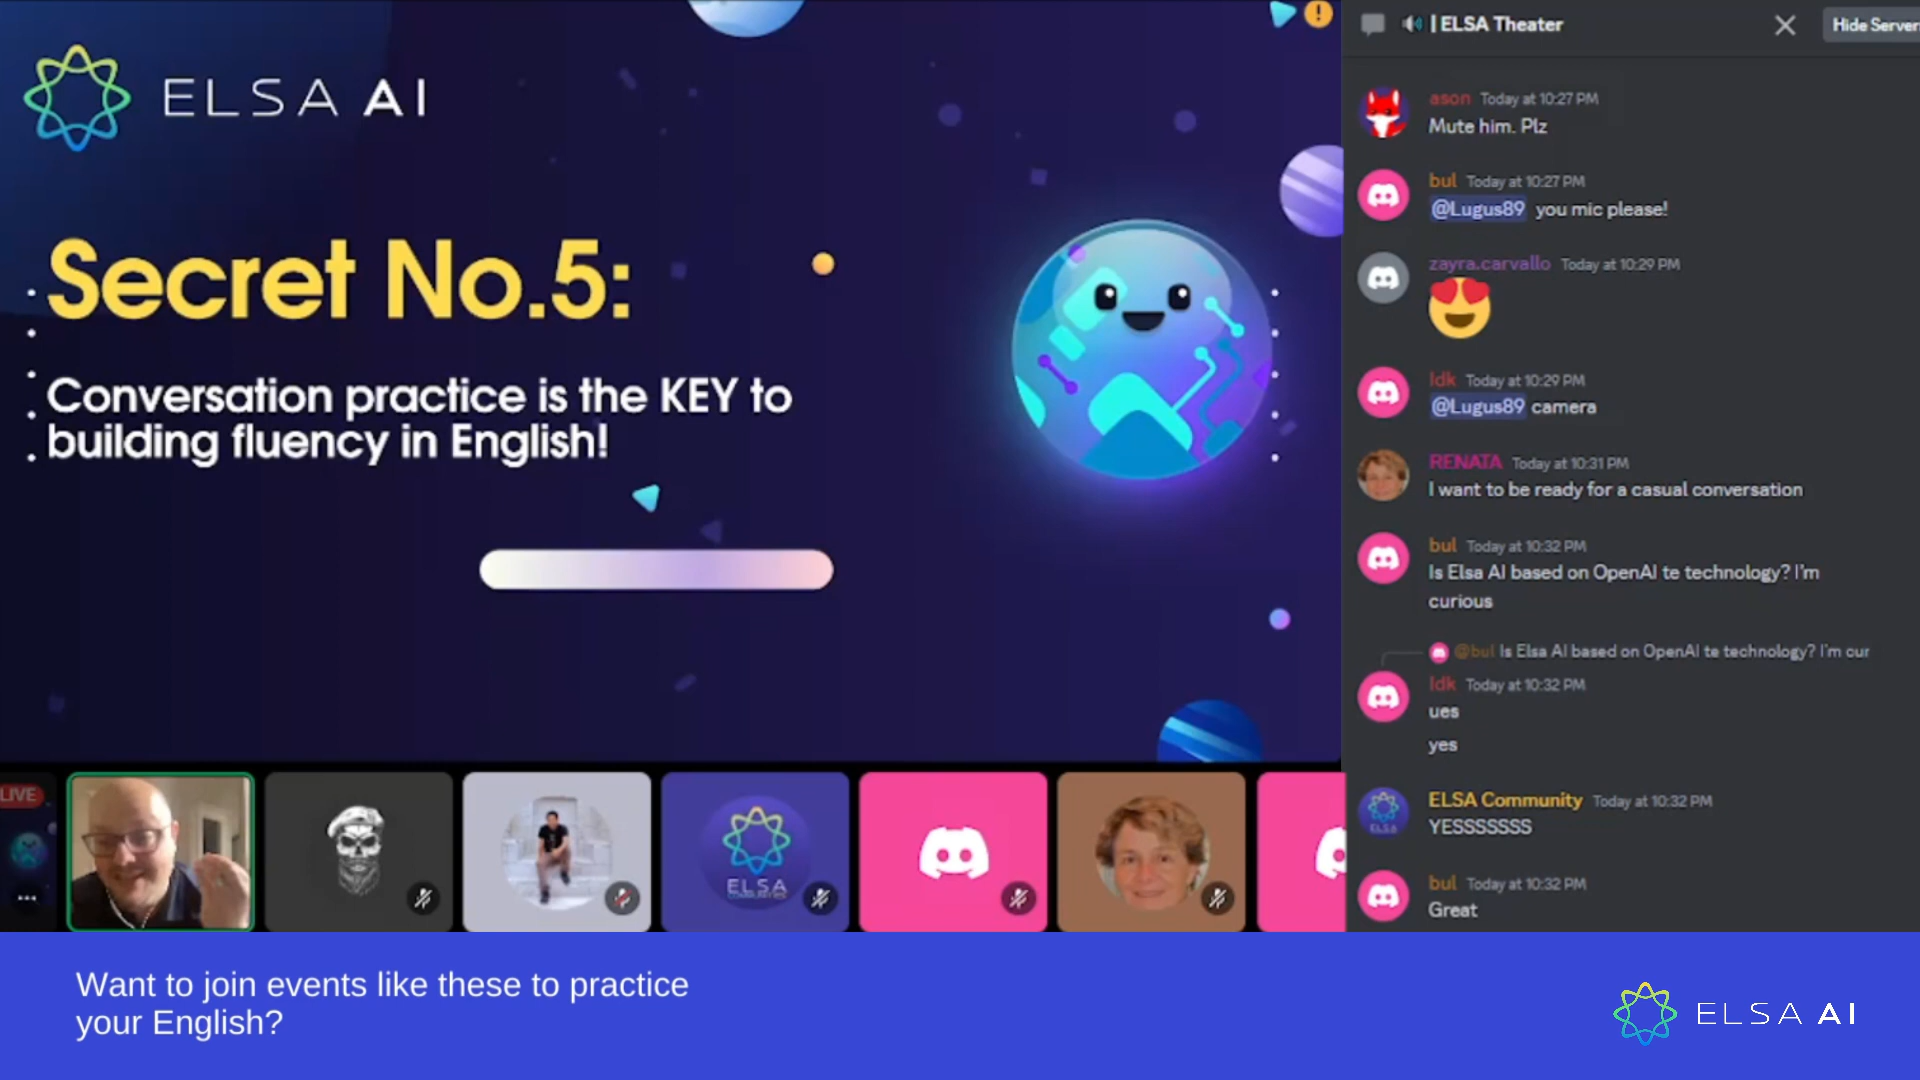 ELSA AI
Secret No.5:
Conversation practice is the KEY to
building fluency in English!
LIVE
ELSA
| ELSA Theater
Hide Server
ason Today at 10:27 PM
Mute him. Plz
bul Today at 10:27 PM
@Lugus89 you mic please!
zayra.carvallo Today at 10:29 PM
ldk Today at 10:29 PM
@Lugus89 camera
RENATA Today at 10:31 PM
I want to be ready for a casual conversation
bul Today at 10:32 PM
Is Elsa AI based on OpenAI te technology? I'm
curious
@bul Is Elsa AI based on OpenAI te technology? I'm cur
ldk Today at 10:32 PM
ues
yes
ELSA
ELSA Community Today at 10:32 PM
YESSSSSSS
bul Today at 10:32 PM
Great
Want to join events like these to practice
your English?
ELSA AI